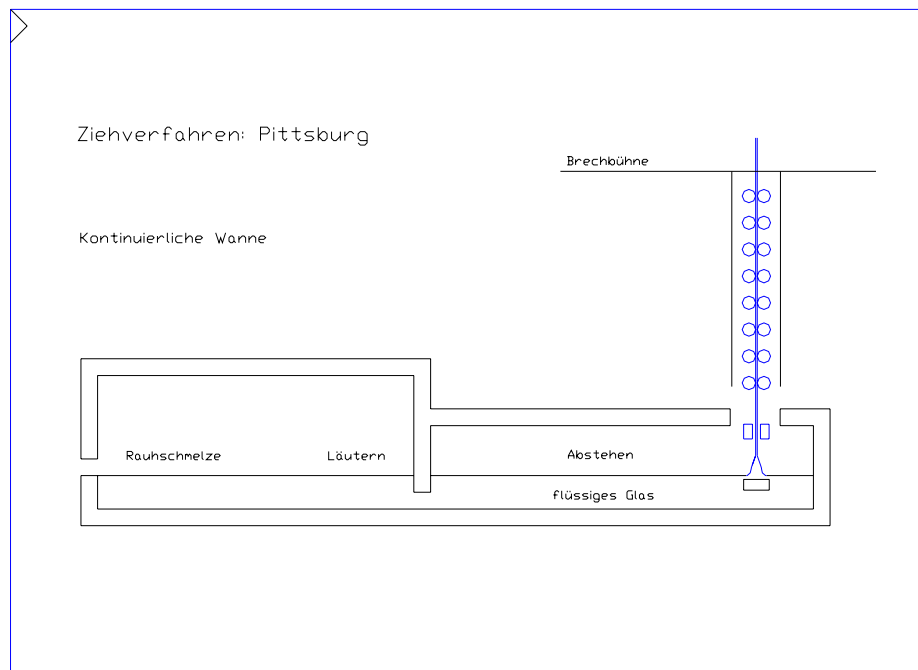 Ziehverfahren: Pittsburg
Brechbühne
Kontinuierliche Wanne
Rauhschmelze
Läutern
Abstehen
flüssiges Glas